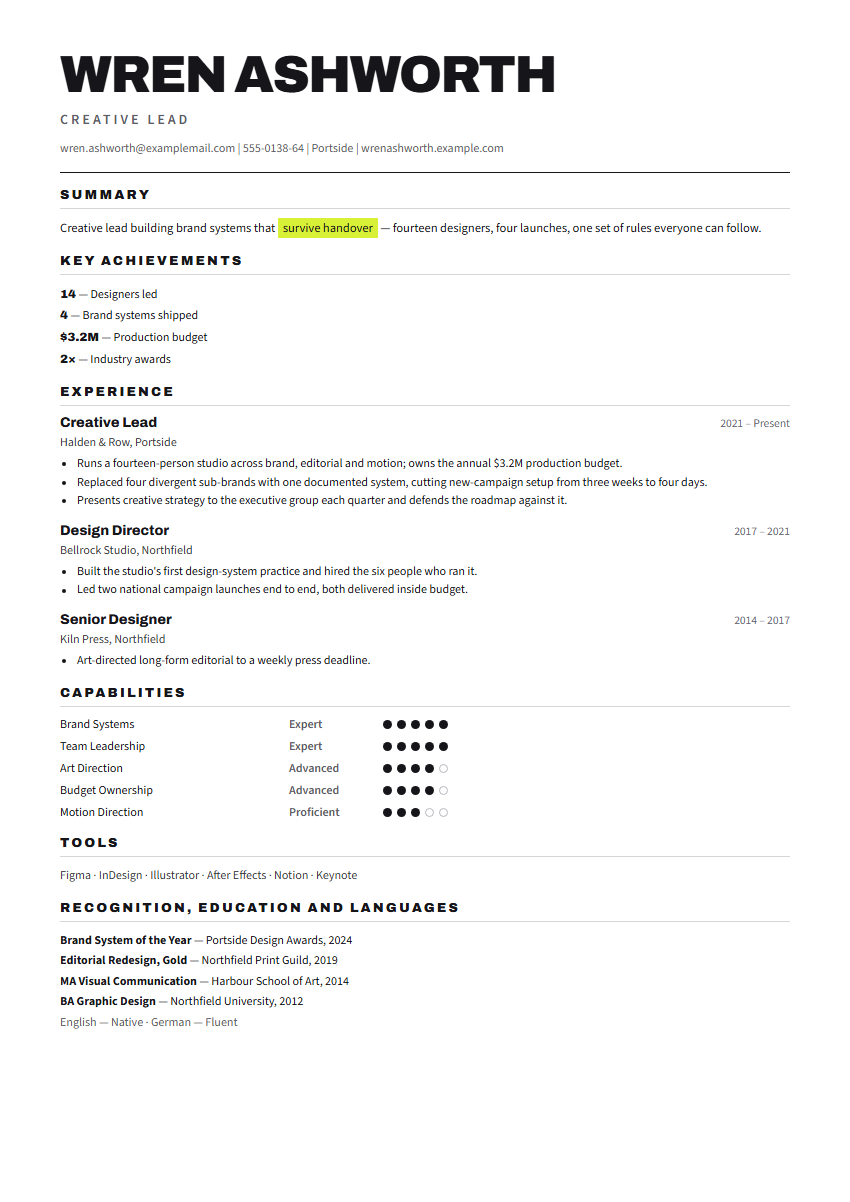 WREN ASHWORTH
CREATIVE LEAD
wren.ashworth@examplemail.com | 555-0138-64 | Portside | wrenashworth.example.com
SUMMARY
Creative lead building brand systems that survive handover — fourteen designers, four launches, one set of rules everyone can follow.
KEY ACHIEVEMENTS
14 — Designers led
4 — Brand systems shipped
$3.2M — Production budget
2× — Industry awards
EXPERIENCE
Creative Lead 2021 – Present
Halden & Row, Portside
• Runs a fourteen-person studio across brand, editorial and motion; owns the annual $3.2M production budget.
• Replaced four divergent sub-brands with one documented system, cutting new-campaign setup from three weeks to four days.
• Presents creative strategy to the executive group each quarter and defends the roadmap against it.
Design Director 2017 – 2021
Bellrock Studio, Northfield
• Built the studio's first design-system practice and hired the six people who ran it.
• Led two national campaign launches end to end, both delivered inside budget.
Senior Designer 2014 – 2017
Kiln Press, Northfield
• Art-directed long-form editorial to a weekly press deadline.
CAPABILITIES
Brand Systems Expert
Team Leadership Expert
Art Direction Advanced
Budget Ownership Advanced
Motion Direction Proficient
TOOLS
Figma · InDesign · Illustrator · After Effects · Notion · Keynote
RECOGNITION, EDUCATION AND LANGUAGES
Brand System of the Year — Portside Design Awards, 2024
Editorial Redesign, Gold — Northfield Print Guild, 2019
MA Visual Communication — Harbour School of Art, 2014
BA Graphic Design — Northfield University, 2012
English — Native · German — Fluent